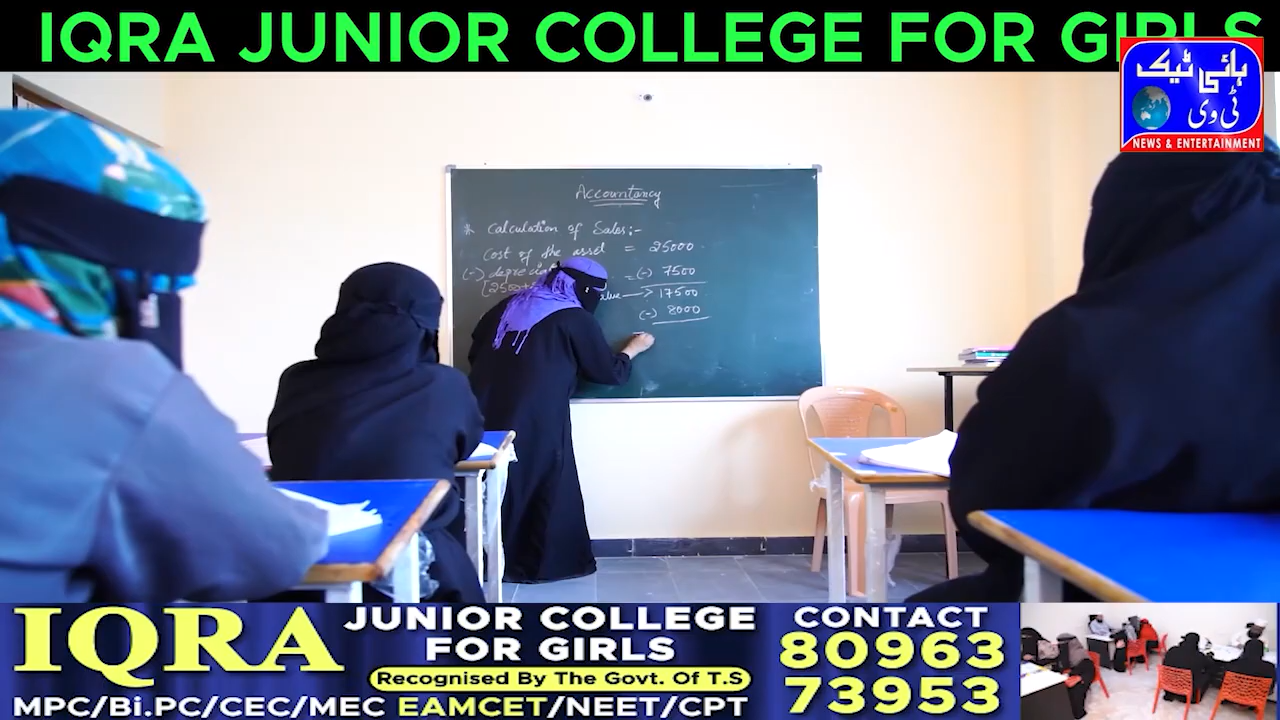 IQRA JUNIOR COLLEGE FOR GIRLS
ہائی ٹیک
ٹی وی
NEWS & ENTERTAINMENT
Accountancy
* Calculation of Sales:-
Cost of the asset = 25000
(-) = (-) 7500
→ 17500
(-) 8000
IQRA
JUNIOR COLLEGE
FOR GIRLS
Recognised By The Govt. Of T.S
MPC/Bi.PC/CEC/MEC EAMCET/NEET/CPT
CONTACT
80963
73953